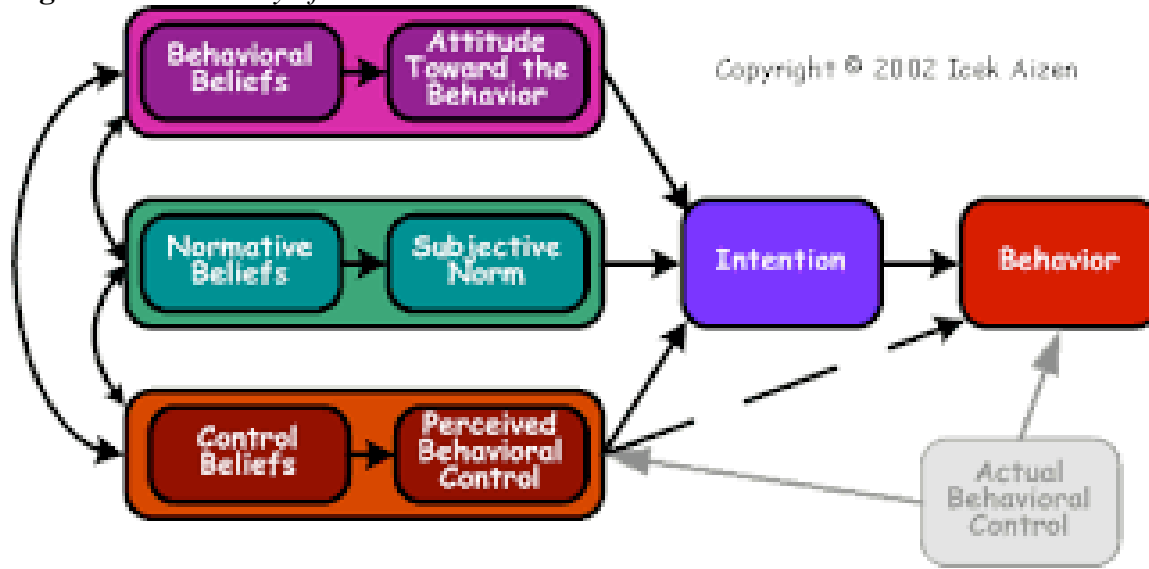 Behavioral
Beliefs
Attitude
Toward the
Behavior
Copyright © 2002 Icek Aizen
Normative
Beliefs
Subjective
Norm
Intention
Behavior
Control
Beliefs
Perceived
Behavioral
Control
Actual
Behavioral
Control